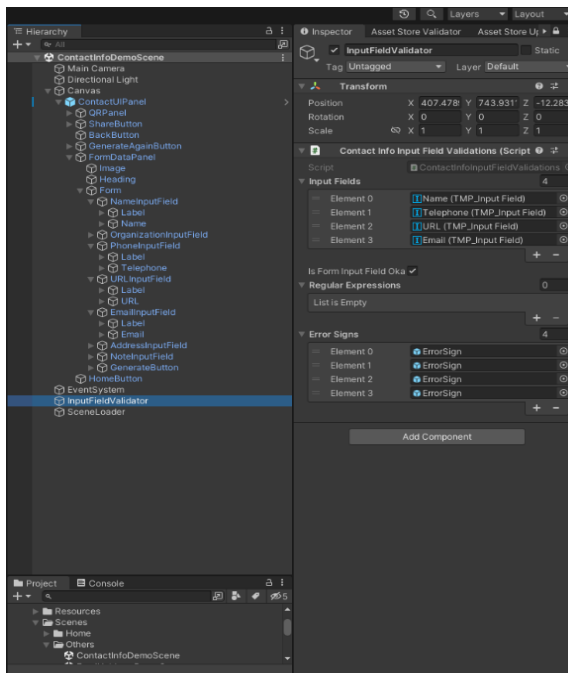 Layers
Layout
Hierarchy
All
ContactInfoDemoScene
Main Camera
Directional Light
Canvas
ContactUIPanel
QRPanel
ShareButton
BackButton
GenerateAgainButton
FormDataPanel
Image
Heading
Form
NameInputField
Label
Name
OrganizationInputField
PhoneInputField
Label
Telephone
URLInputField
Label
URL
EmailInputField
Label
Email
AddressInputField
NoteInputField
GenerateButton
HomeButton
EventSystem
InputFieldValidator
SceneLoader
Project
Console
5
Resources
Scenes
Home
Others
ContactInfoDemoScene
Inspector
Asset Store Validator
Asset Store Up
InputFieldValidator
Static
Tag Untagged
Layer Default
Transform
Position X 407.478 Y 743.931 Z -12.283
Rotation X 0 Y 0 Z 0
Scale X 1 Y 1 Z 1
Contact Info Input Field Validations (Script
Script ContactInfoInputFieldValidations
Input Fields 4
Element 0 Name (TMP_Input Field)
Element 1 Telephone (TMP_Input Field)
Element 2 URL (TMP_Input Field)
Element 3 Email (TMP_Input Field)
+ -
Is Form Input Field Oka
Regular Expressions 0
List is Empty
+ -
Error Signs 4
Element 0 ErrorSign
Element 1 ErrorSign
Element 2 ErrorSign
Element 3 ErrorSign
+ -
Add Component